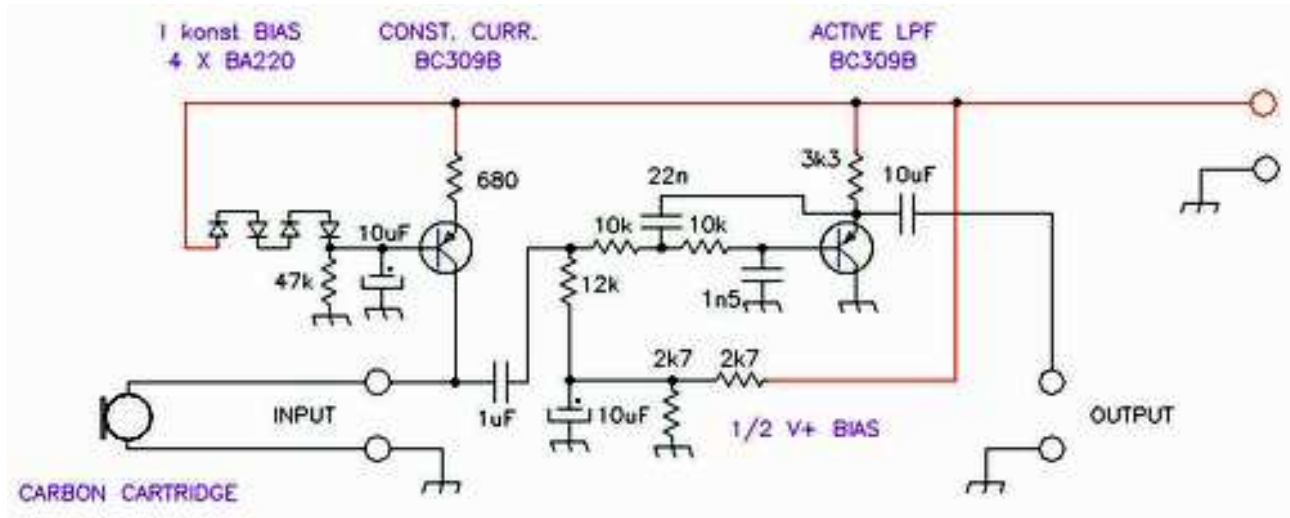 I konst BIAS
4 X BA220
CONST. CURR.
BC309B
ACTIVE LPF
BC309B
680
3k3
22n
10uF
10k
10k
10uF
47k
12k
1n5
2k7
2k7
INPUT
1uF
10uF
1/2 V+ BIAS
OUTPUT
CARBON CARTRIDGE